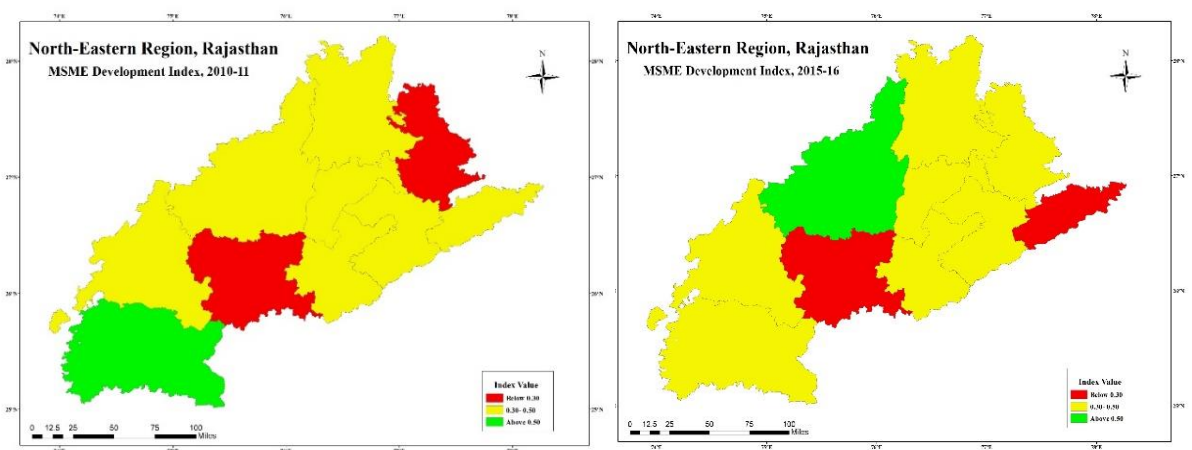 North-Eastern Region, Rajasthan
MSME Development Index, 2010-11
N
Index Value
Below 0.30
0.30- 0.50
Above 0.50
0 12.5 25 50 75 100
Miles
North-Eastern Region, Rajasthan
MSME Development Index, 2015-16
N
Index Value
Below 0.30
0.30- 0.50
Above 0.50
0 12.5 25 50 75 100
Miles